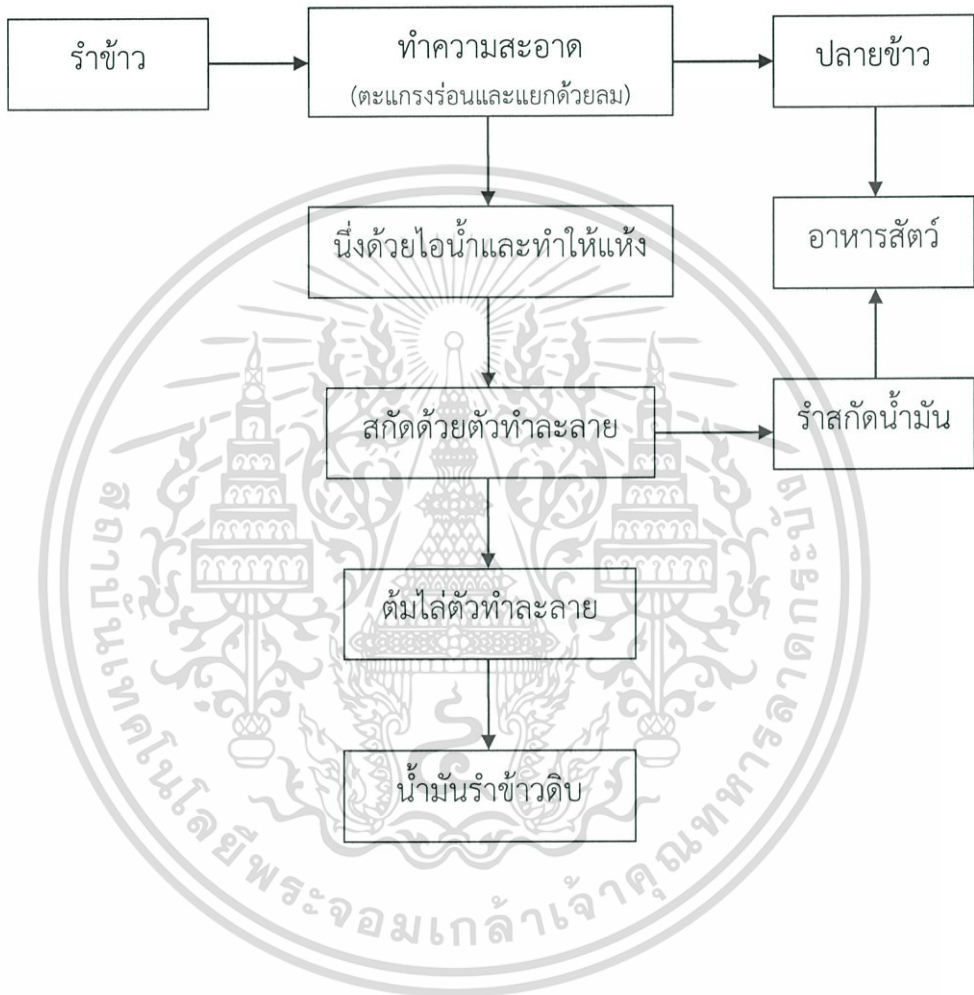 รำข้าว
ทำความสะอาด
(ตะแกรงร่อนและแยกด้วยลม)
ปลายข้าว
นึ่งด้วยไอน้ำและทำให้แห้ง
อาหารสัตว์
สกัดด้วยตัวทำละลาย
รำสกัดน้ำมัน
ต้มไล่ตัวทำละลาย
น้ำมันรำข้าวดิบ
สถาบันเทคโนโลยีพระจอมเกล้าเจ้าคุณทหารลาดกระบัง